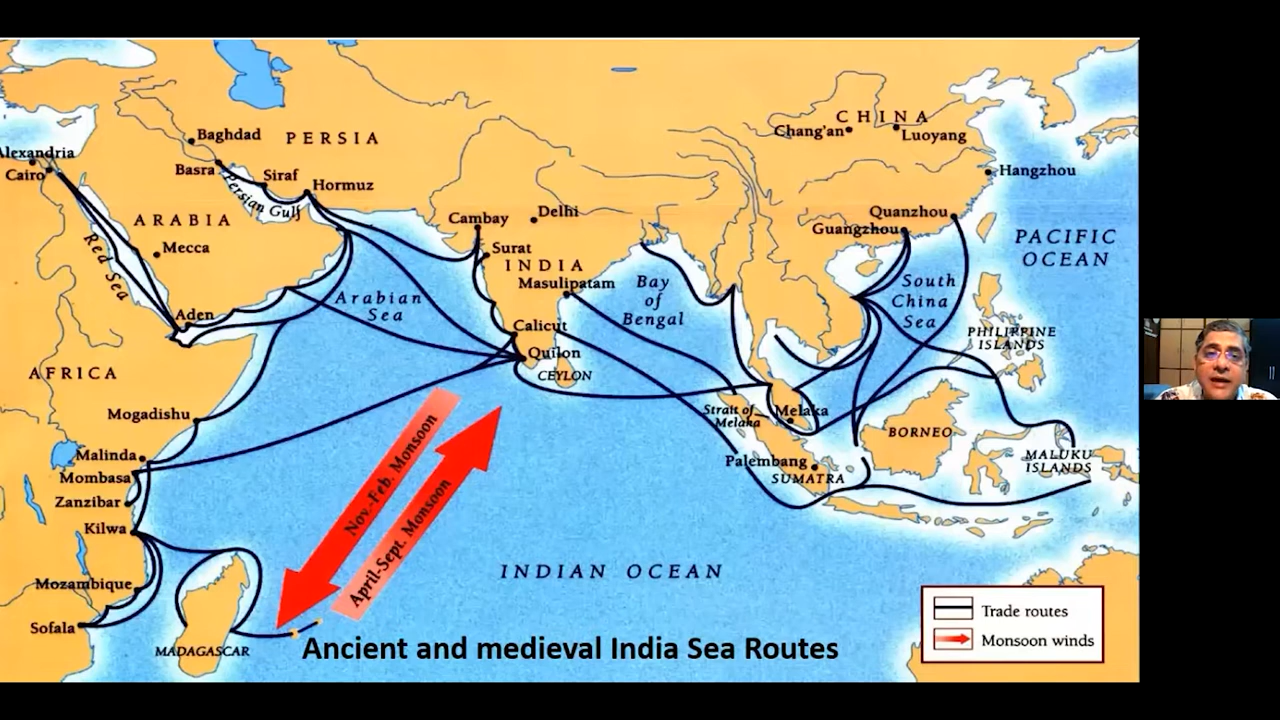 CHINA
Baghdad
PERSIA
Chang'an
Luoyang
Alexandria
Cairo
Basra
Siraf
Hormuz
Hangzhou
Persian Gulf
ARABIA
Cambay
Delhi
Quanzhou
Guangzhou
PACIFIC
OCEAN
Red Sea
Mecca
Surat
INDIA
Masulipatam
Bay
of
Bengal
South
China
Sea
Arabian
Sea
Aden
Calicut
PHILIPPINE
ISLANDS
Quilon
CEYLON
AFRICA
Mogadishu
Strait of
Melaka
Melaka
BORNEO
Malinda
Mombasa
Palembang
SUMATRA
MALUKU
ISLANDS
Zanzibar
Kilwa
Nov.-Feb. Monsoon
April-Sept. Monsoon
INDIAN OCEAN
Mozambique
Sofala
MADAGASCAR
Ancient and medieval India Sea Routes
Trade routes
Monsoon winds